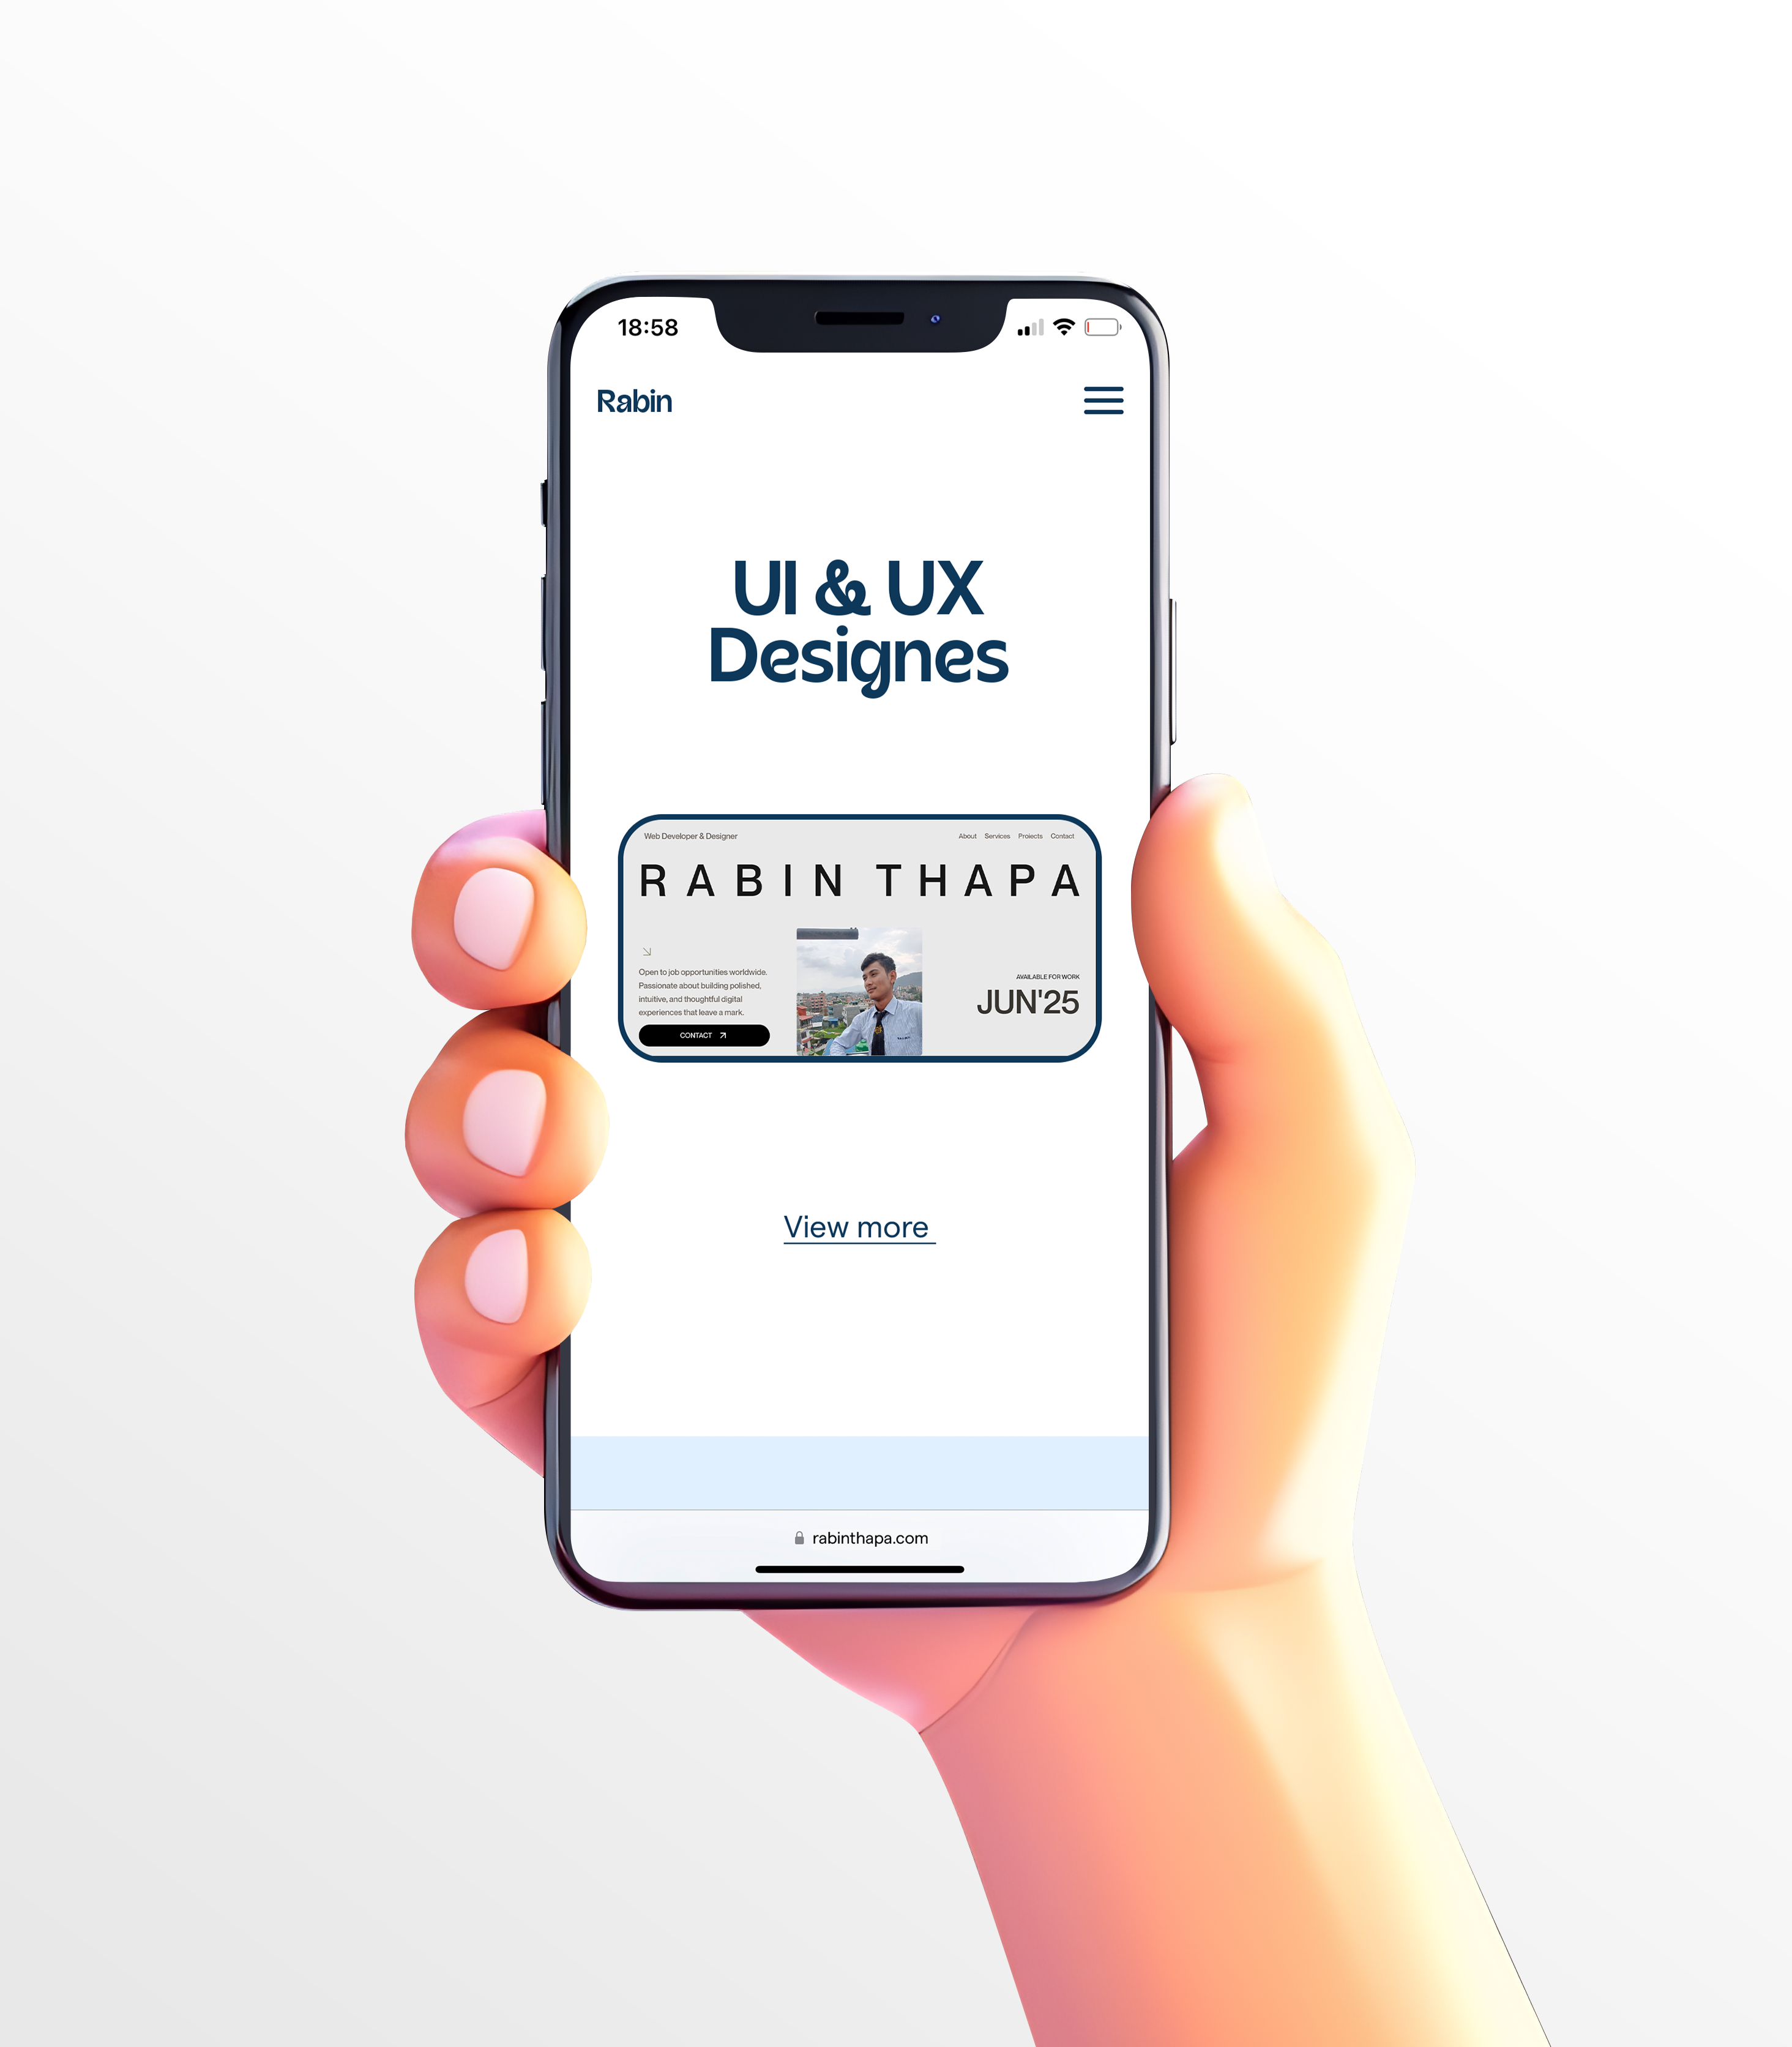 18:58
Rabin
UI & UX
Designes
Web Developer & Designer
About Services Projects Contact
RABIN THAPA
Open to job opportunities worldwide.
Passionate about building polished,
intuitive, and thoughtful digital
experiences that leave a mark.
CONTACT
AVAILABLE FOR WORK
JUN'25
View more
rabinthapa.com